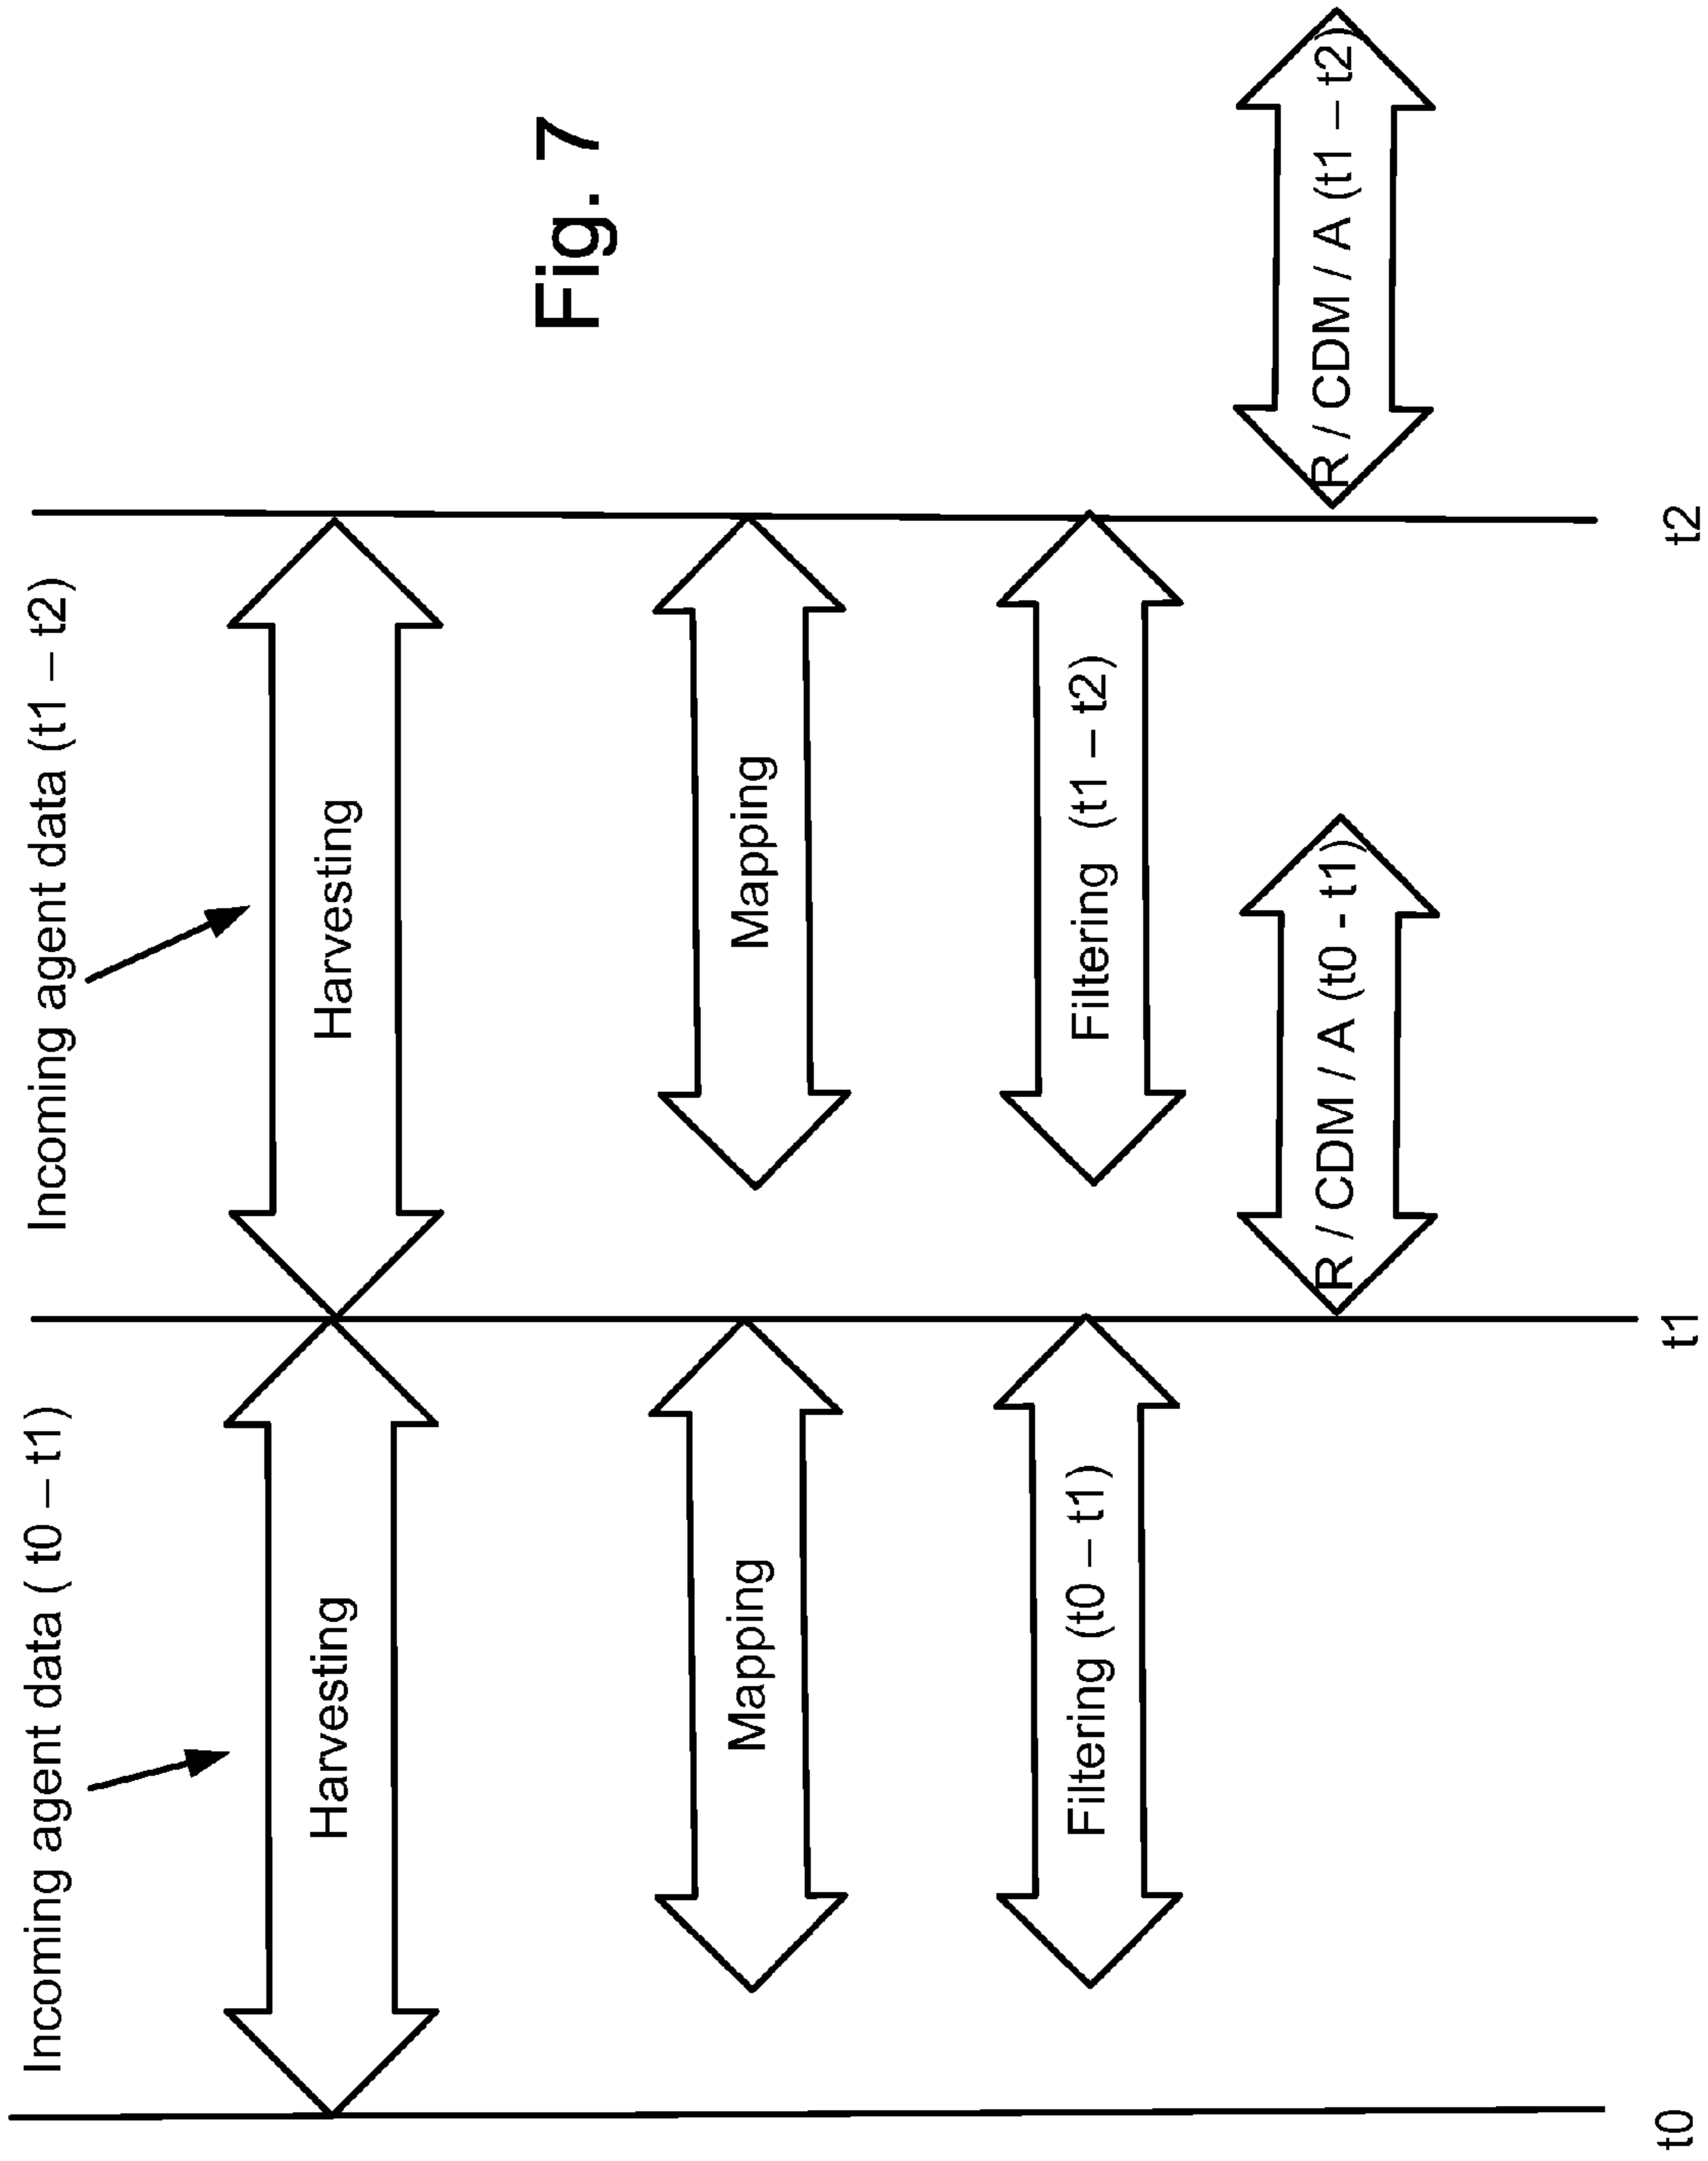 Incoming agent data ( t0 – t1)
Incoming agent data (t1 – t2)
Harvesting
Harvesting
Fig. 7
Mapping
Mapping
Filtering (t0 – t1)
Filtering (t1 – t2)
R / CDM / A (t0 - t1)
R / CDM / A (t1 – t2)
t0
t1
t2